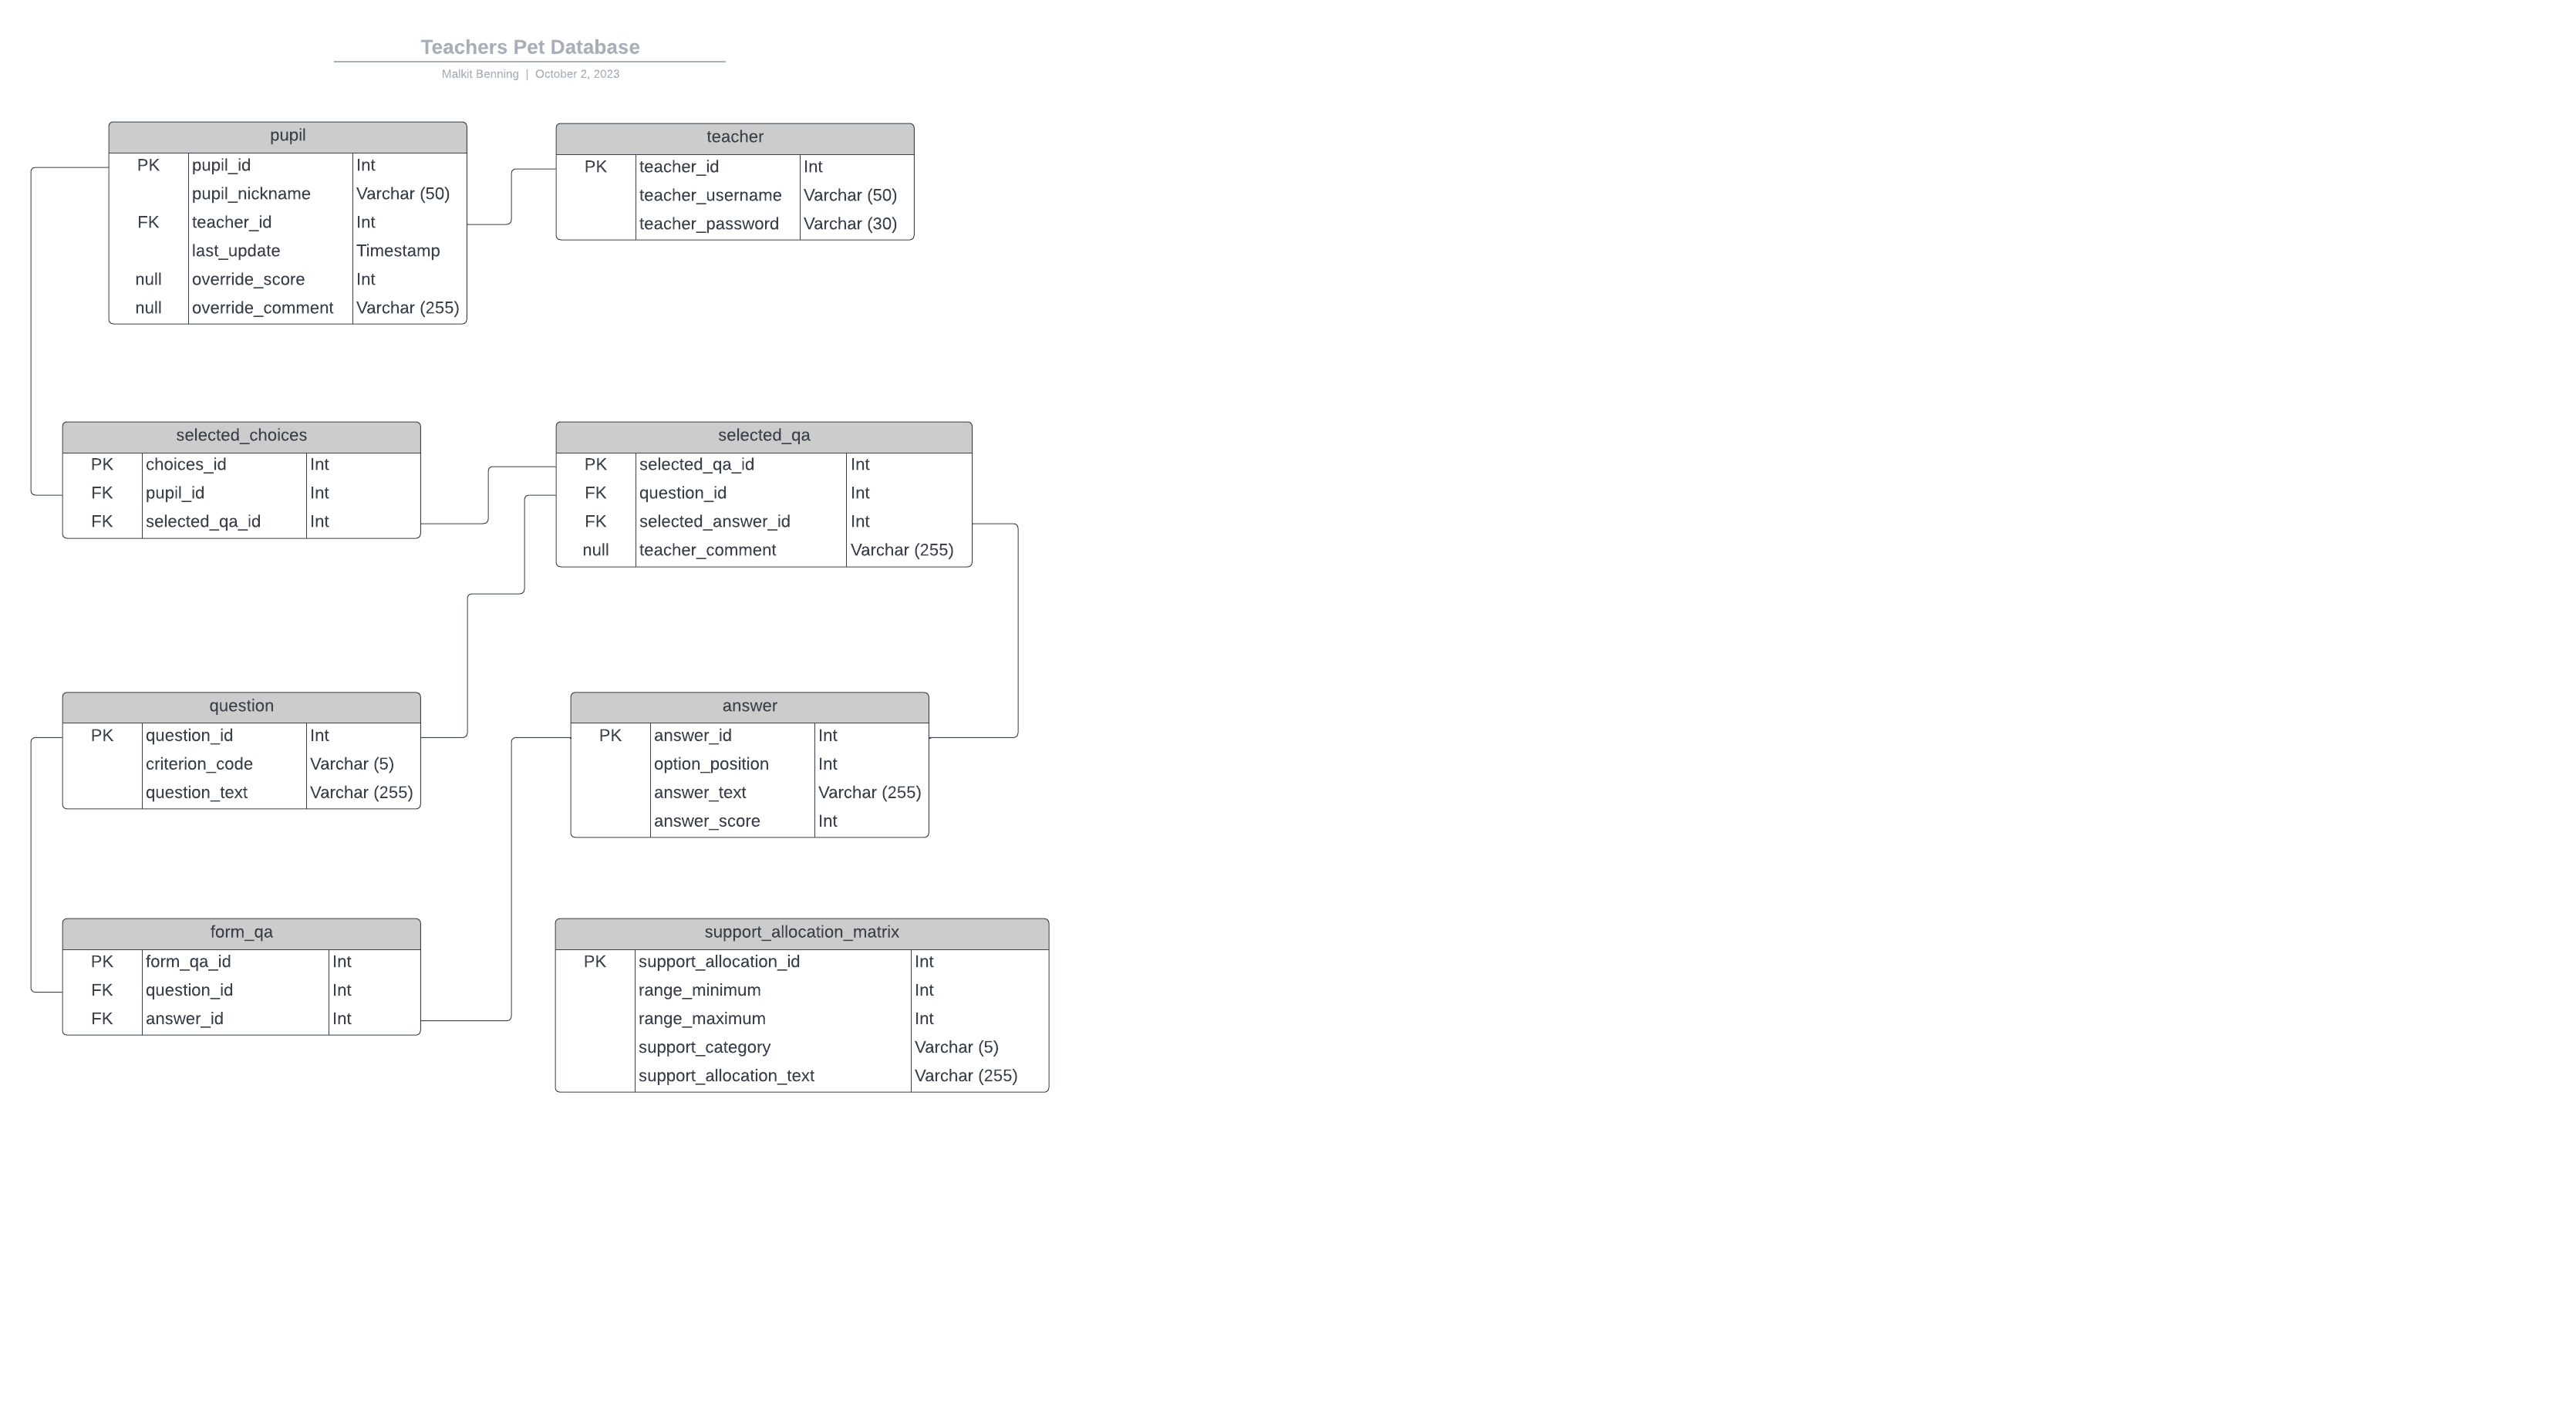 Teachers Pet Database
Malkit Benning | October 2, 2023
pupil
PK pupil_id Int
pupil_nickname Varchar (50)
FK teacher_id Int
last_update Timestamp
null override_score Int
null override_comment Varchar (255)
teacher
PK teacher_id Int
teacher_username Varchar (50)
teacher_password Varchar (30)
selected_choices
PK choices_id Int
FK pupil_id Int
FK selected_qa_id Int
selected_qa
PK selected_qa_id Int
FK question_id Int
FK selected_answer_id Int
null teacher_comment Varchar (255)
question
PK question_id Int
criterion_code Varchar (5)
question_text Varchar (255)
answer
PK answer_id Int
option_position Int
answer_text Varchar (255)
answer_score Int
form_qa
PK form_qa_id Int
FK question_id Int
FK answer_id Int
support_allocation_matrix
PK support_allocation_id Int
range_minimum Int
range_maximum Int
support_category Varchar (5)
support_allocation_text Varchar (255)